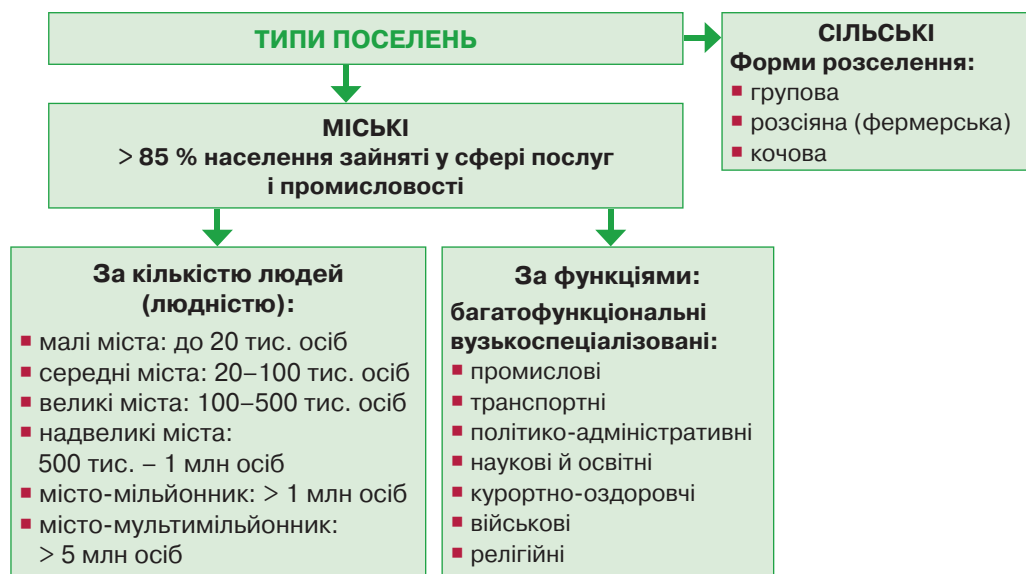 ТИПИ ПОСЕЛЕНЬ
СІЛЬСЬКІ
Форми розселення:
▪ групова
▪ розсіяна (фермерська)
▪ кочова
МІСЬКІ
> 85 % населення зайняті у сфері послуг
і промисловості
За кількістю людей
(людністю):
▪ малі міста: до 20 тис. осіб
▪ середні міста: 20–100 тис. осіб
▪ великі міста: 100–500 тис. осіб
▪ надвеликі міста:
500 тис. – 1 млн осіб
▪ місто-мільйонник: > 1 млн осіб
▪ місто-мультимільйонник:
> 5 млн осіб
За функціями:
багатофункціональні
вузькоспеціалізовані:
▪ промислові
▪ транспортні
▪ політико-адміністративні
▪ наукові й освітні
▪ курортно-оздоровчі
▪ військові
▪ релігійні